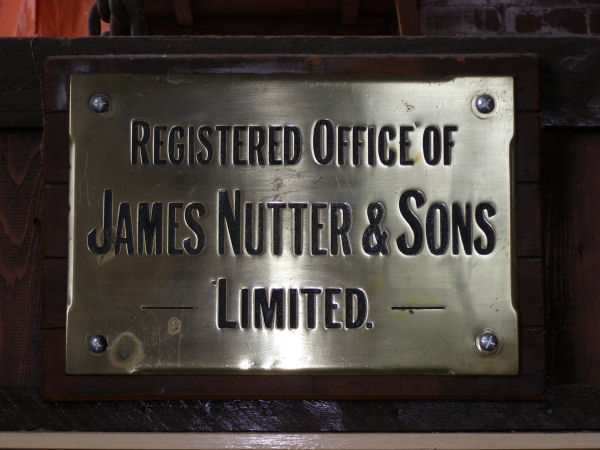 REGISTERED OFFICE OF
JAMES NUTTER & SONS
LIMITED.